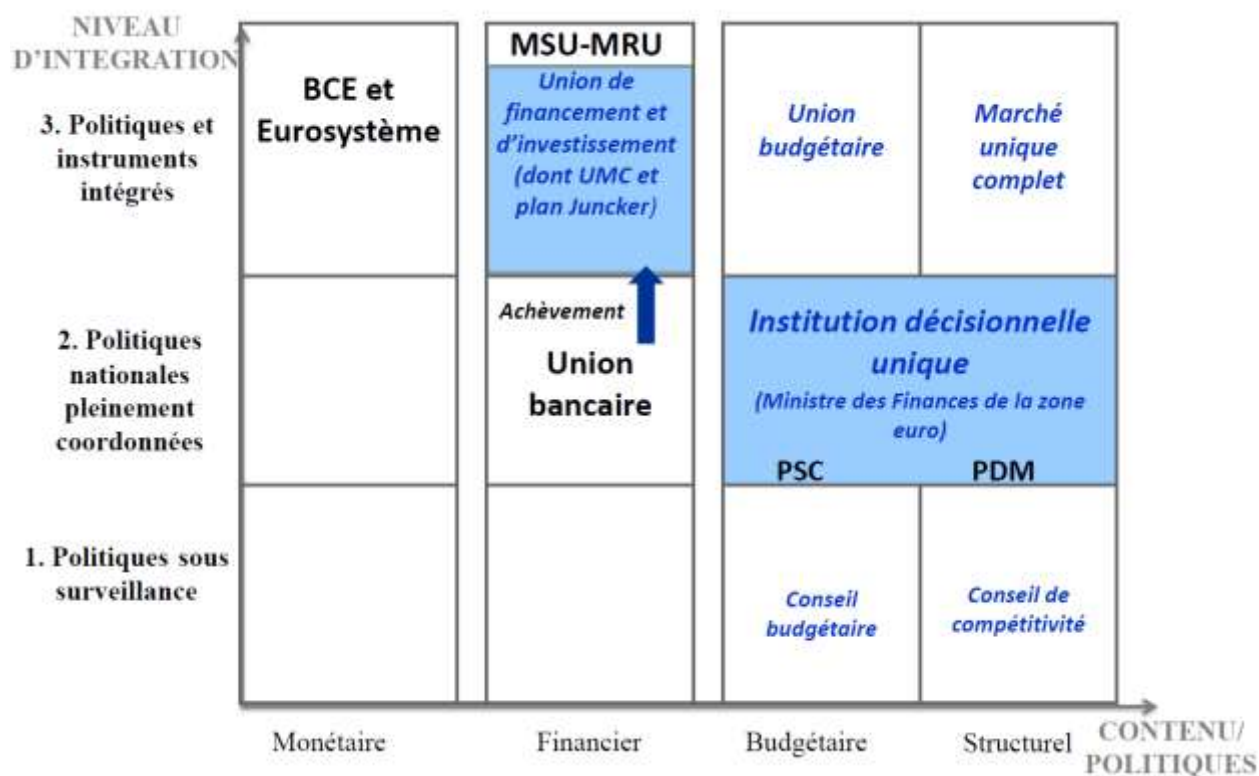 NIVEAU
D'INTEGRATION
3. Politiques et
instruments
intégrés
BCE et
Eurosystème
MSU-MRU
Union de
financement et
d'investissement
(dont UMC et
plan Juncker)
Union
budgétaire
Marché
unique
complet
2. Politiques
nationales
pleinement
coordonnées
Achèvement
Union
bancaire
Institution décisionnelle
unique
(Ministre des Finances de la zone
euro)
PSC
PDM
1. Politiques sous
surveillance
Conseil
budgétaire
Conseil de
compétitivité
Monétaire
Financier
Budgétaire
Structurel
CONTENU/
POLITIQUES